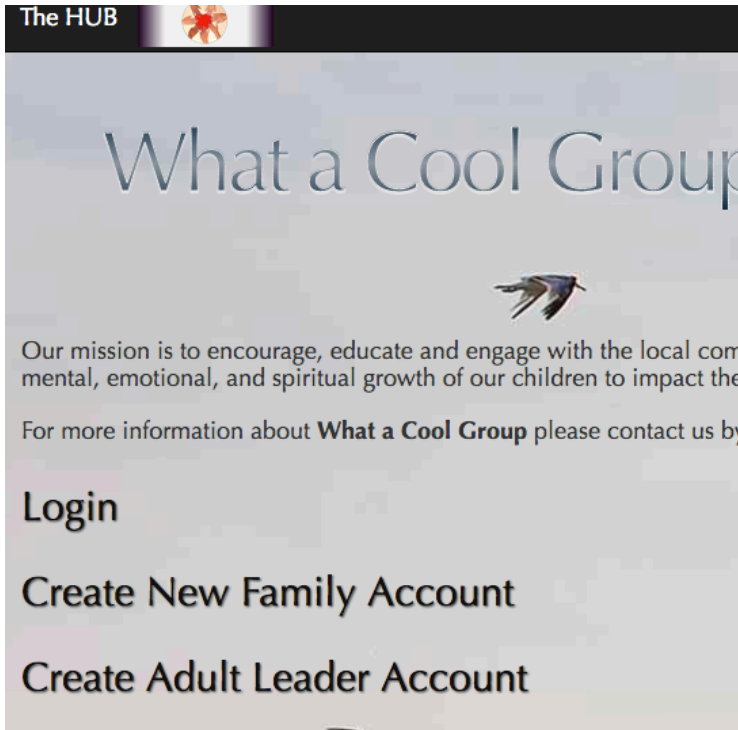 The HUB
What a Cool Group
Our mission is to encourage, educate and engage with the local com
mental, emotional, and spiritual growth of our children to impact the
For more information about What a Cool Group please contact us by
Login
Create New Family Account
Create Adult Leader Account